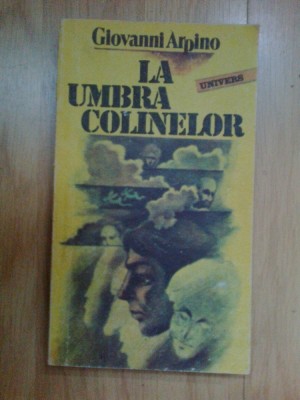 Giovanni Arpino
LA
UMBRA
COLINELOR
UNIVERS